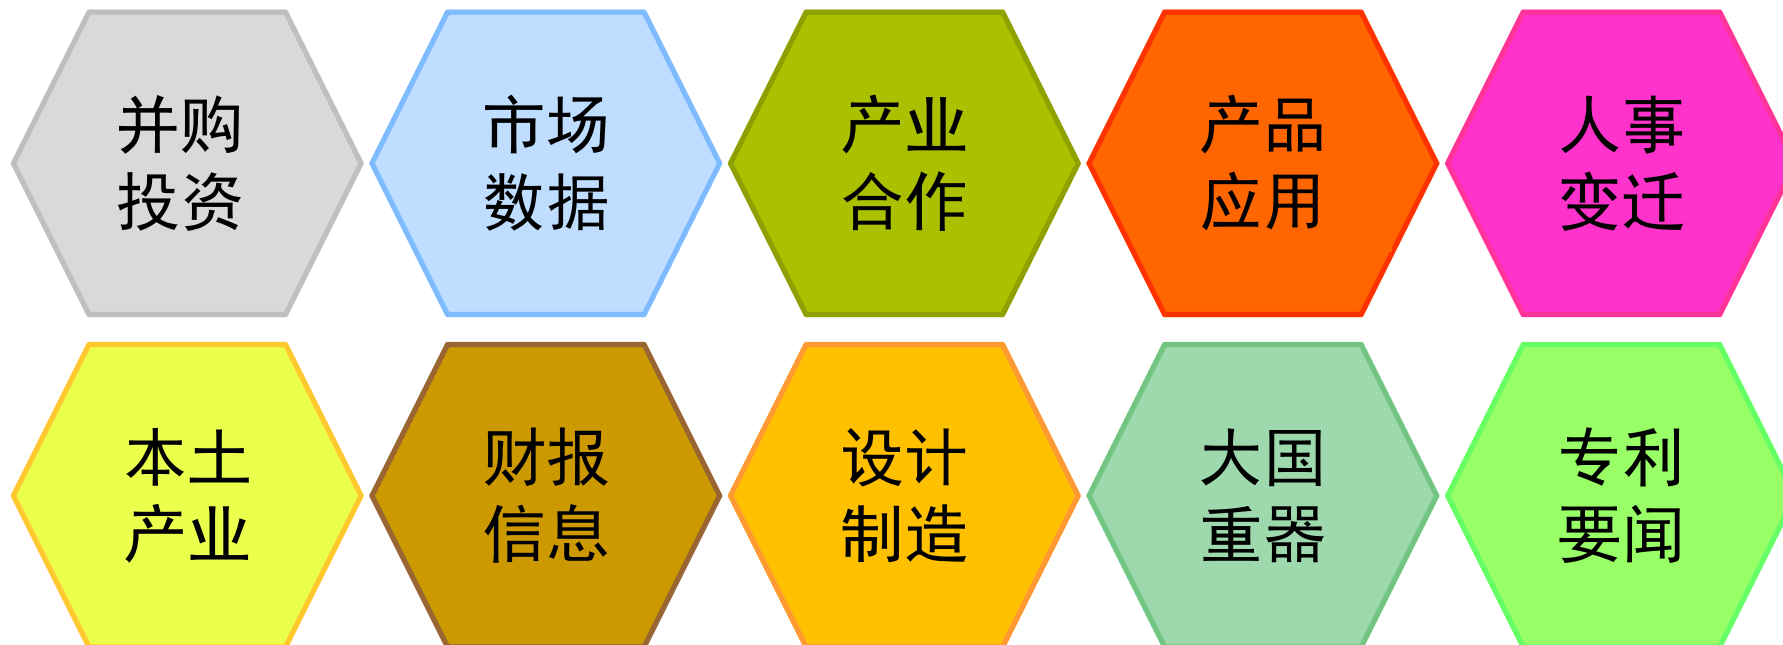 并购
投资
市场
数据
产业
合作
产品
应用
人事
变迁
本土
产业
财报
信息
设计
制造
大国
重器
专利
要闻